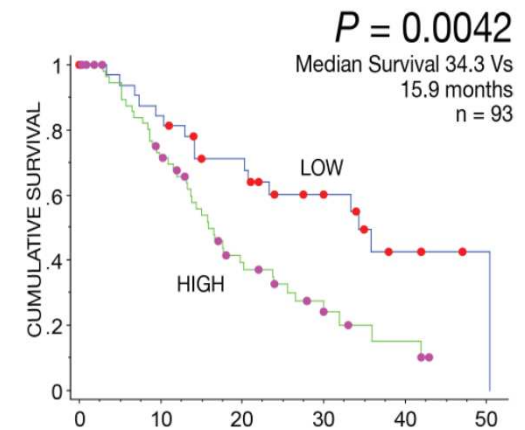 P = 0.0042
Median Survival 34.3 Vs
15.9 months
n = 93
CUMULATIVE SURVIVAL
1
.8
.6
.4
.2
0
LOW
HIGH
0 10 20 30 40 50